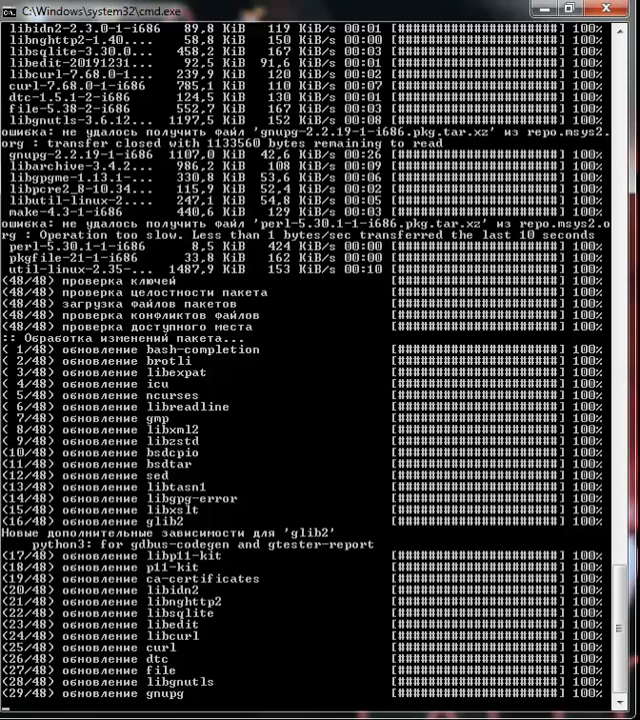 C:\Windows\system32\cmd.exe
libidn2-2.3.0-1-i686 89,8 KiB 119 KiB/s 00:01 [######################] 100%
libnghttp2-1.40.... 58,8 KiB 150 KiB/s 00:00 [######################] 100%
libsqlite-3.30.0... 458,2 KiB 167 KiB/s 00:03 [######################] 100%
libedit-20191231... 92,5 KiB 91,6 KiB/s 00:01 [######################] 100%
libcurl-7.68.0-1... 239,9 KiB 120 KiB/s 00:02 [######################] 100%
curl-7.68.0-1-i686 785,1 KiB 110 KiB/s 00:07 [######################] 100%
dtc-1.5.1-2-i686 124,5 KiB 130 KiB/s 00:01 [######################] 100%
file-5.38-2-i686 552,7 KiB 167 KiB/s 00:03 [######################] 100%
libgnutls-3.6.12... 1197,5 KiB 152 KiB/s 00:08 [######################] 100%
ошибка: не удалось получить файл 'gnupg-2.2.19-1-i686.pkg.tar.xz' из repo.msys2.
org : transfer closed with 1133560 bytes remaining to read
gnupg-2.2.19-1-i686 1107,0 KiB 42,6 KiB/s 00:26 [######################] 100%
libarchive-3.4.2... 986,2 KiB 108 KiB/s 00:09 [######################] 100%
libgpgme-1.13.1-... 330,8 KiB 53,6 KiB/s 00:06 [######################] 100%
libpcre2_8-10.34... 115,9 KiB 52,4 KiB/s 00:02 [######################] 100%
libutil-linux-2.... 247,1 KiB 54,8 KiB/s 00:05 [######################] 100%
make-4.3-1-i686 440,6 KiB 129 KiB/s 00:03 [######################] 100%
ошибка: не удалось получить файл 'perl-5.30.1-1-i686.pkg.tar.xz' из repo.msys2.o
rg : Operation too slow. Less than 1 bytes/sec transferred the last 10 seconds
perl-5.30.1-1-i686 8,5 KiB 424 KiB/s 00:00 [######################] 100%
pkgfile-21-1-i686 33,8 KiB 162 KiB/s 00:00 [######################] 100%
util-linux-2.35-... 1487,9 KiB 153 KiB/s 00:10 [######################] 100%
(48/48) проверка ключей [######################] 100%
(48/48) проверка целостности пакета [######################] 100%
(48/48) загрузка файлов пакетов [######################] 100%
(48/48) проверка конфликтов файлов [######################] 100%
(48/48) проверка доступного места [######################] 100%
:: Обработка изменений пакета...
( 1/48) обновление bash-completion [######################] 100%
( 2/48) обновление brotli [######################] 100%
( 3/48) обновление libexpat [######################] 100%
( 4/48) обновление icu [######################] 100%
( 5/48) обновление ncurses [######################] 100%
( 6/48) обновление libreadline [######################] 100%
( 7/48) обновление gmp [######################] 100%
( 8/48) обновление libxml2 [######################] 100%
( 9/48) обновление libzstd [######################] 100%
(10/48) обновление bsdcpio [######################] 100%
(11/48) обновление bsdtar [######################] 100%
(12/48) обновление sed [######################] 100%
(13/48) обновление libtasn1 [######################] 100%
(14/48) обновление libgpg-error [######################] 100%
(15/48) обновление libxslt [######################] 100%
(16/48) обновление glib2 [######################] 100%
Новые дополнительные зависимости для 'glib2'
python3: for gdbus-codegen and gtester-report
(17/48) обновление libp11-kit [######################] 100%
(18/48) обновление p11-kit [######################] 100%
(19/48) обновление ca-certificates [######################] 100%
(20/48) обновление libidn2 [######################] 100%
(21/48) обновление libnghttp2 [######################] 100%
(22/48) обновление libsqlite [######################] 100%
(23/48) обновление libedit [######################] 100%
(24/48) обновление libcurl [######################] 100%
(25/48) обновление curl [######################] 100%
(26/48) обновление dtc [######################] 100%
(27/48) обновление file [######################] 100%
(28/48) обновление libgnutls [######################] 100%
(29/48) обновление gnupg [######################] 100%